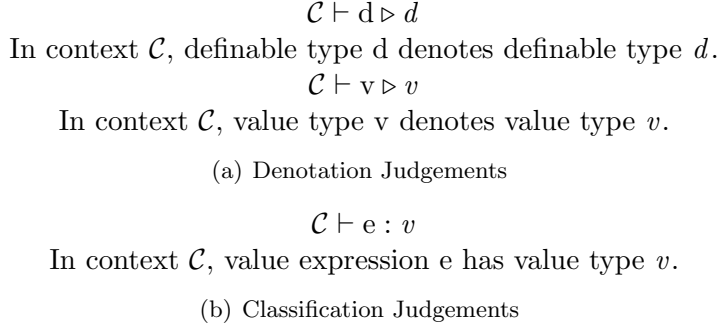 𝒞 ⊢ d ▹ 𝑑
In context 𝒞, definable type d denotes definable type 𝑑.
𝒞 ⊢ v ▹ 𝑣
In context 𝒞, value type v denotes value type 𝑣.
(a) Denotation Judgements
𝒞 ⊢ e : 𝑣
In context 𝒞, value expression e has value type 𝑣.
(b) Classification Judgements